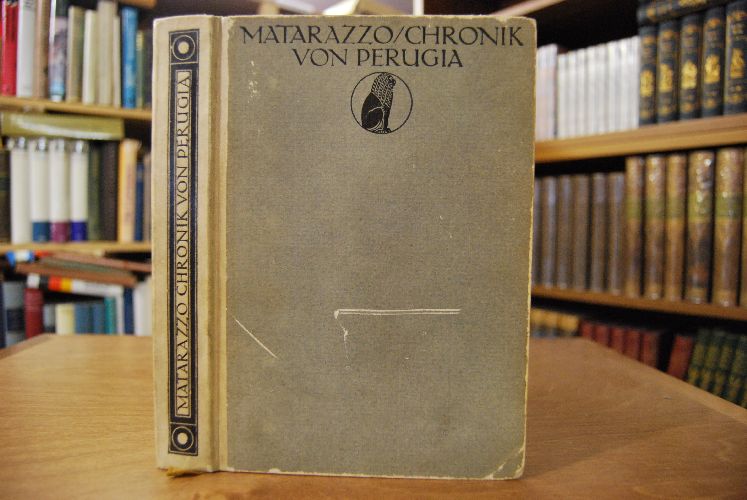 MATARAZZO/CHRONIK
VON PERUGIA
MATARAZZO CHRONIK VON PERUGIA